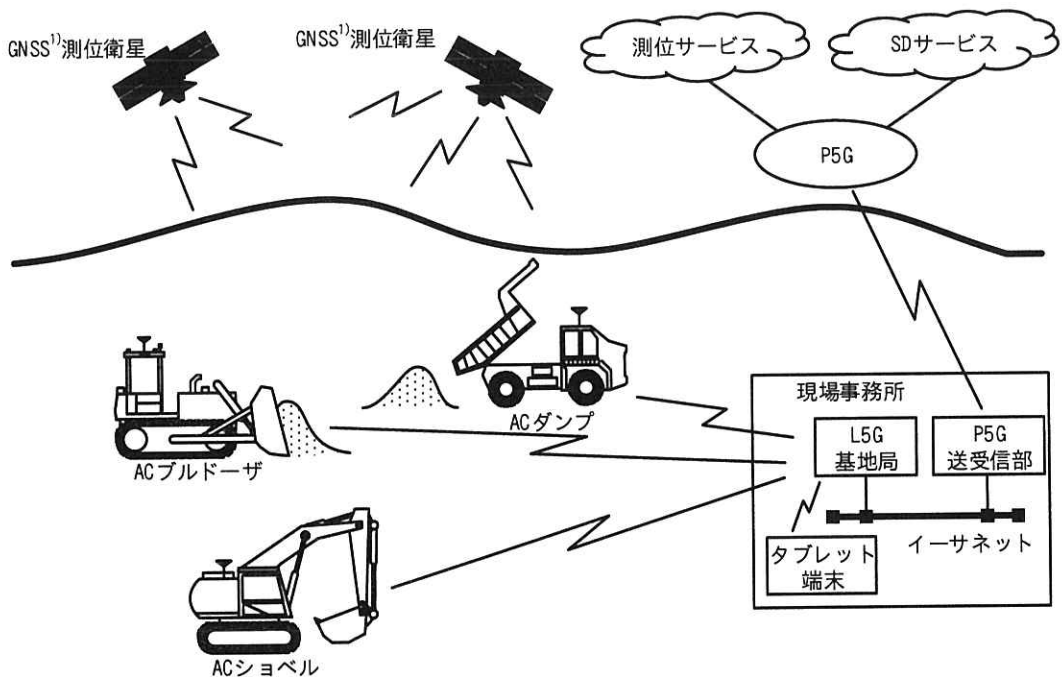 GNSS¹⁾測位衛星
GNSS¹⁾測位衛星
測位サービス
SDサービス
P5G
ACダンプ
ACブルドーザ
ACショベル
現場事務所
L5G
基地局
P5G
送受信部
イーサネット
タブレット
端末